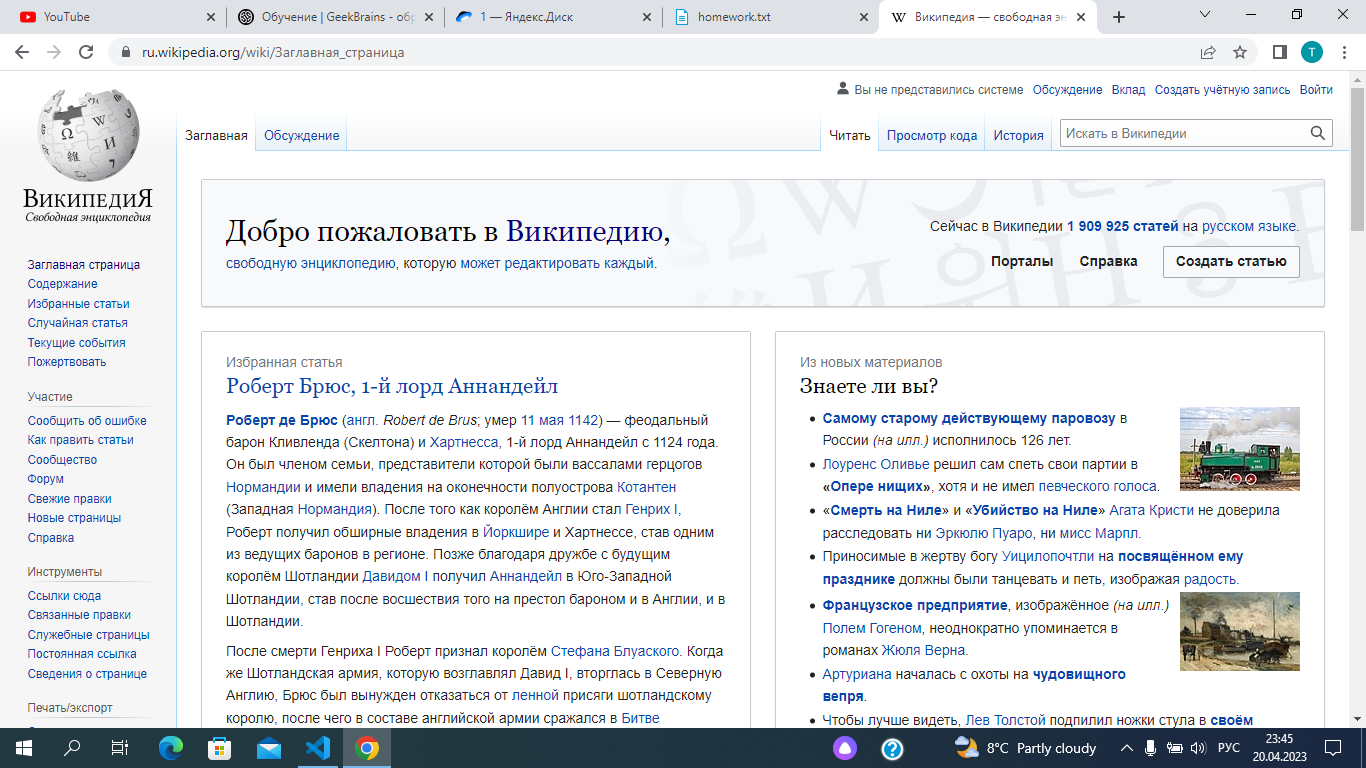 YouTube
Обучение | GeekBrains - обр
1 — Яндекс.Диск
homework.txt
Википедия — свободная эн
ru.wikipedia.org/wiki/Заглавная_страница
T
ВикипедиЯ
Свободная энциклопедия
Вы не представились системе Обсуждение Вклад Создать учётную запись Войти
Заглавная Обсуждение
Читать Просмотр кода История
Искать в Википедии
Заглавная страница
Содержание
Избранные статьи
Случайная статья
Текущие события
Пожертвовать
Участие
Сообщить об ошибке
Как править статьи
Сообщество
Форум
Свежие правки
Новые страницы
Справка
Инструменты
Ссылки сюда
Связанные правки
Служебные страницы
Постоянная ссылка
Сведения о странице
Печать/экспорт
Добро пожаловать в Википедию,
свободную энциклопедию, которую может редактировать каждый.
Сейчас в Википедии 1 909 925 статей на русском языке.
Порталы Справка Создать статью
Избранная статья
Роберт Брюс, 1-й лорд Аннандейл
Роберт де Брюс (англ. Robert de Brus; умер 11 мая 1142) — феодальный
барон Кливленда (Скелтона) и Хартнесса, 1-й лорд Аннандейл с 1124 года.
Он был членом семьи, представители которой были вассалами герцогов
Нормандии и имели владения на оконечности полуострова Котантен
(Западная Нормандия). После того как королём Англии стал Генрих I,
Роберт получил обширные владения в Йоркшире и Хартнессе, став одним
из ведущих баронов в регионе. Позже благодаря дружбе с будущим
королём Шотландии Давидом I получил Аннандейл в Юго-Западной
Шотландии, став после восшествия того на престол бароном и в Англии, и в
Шотландии.
После смерти Генриха I Роберт признал королём Стефана Блуаского. Когда
же Шотландская армия, которую возглавлял Давид I, вторглась в Северную
Англию, Брюс был вынужден отказаться от ленной присяги шотландскому
королю, после чего в составе английской армии сражался в Битве
Из новых материалов
Знаете ли вы?
Самому старому действующему паровозу в
России (на илл.) исполнилось 126 лет.
Лоуренс Оливье решил сам спеть свои партии в
«Опере нищих», хотя и не имел певческого голоса.
«Смерть на Ниле» и «Убийство на Ниле» Агата Кристи не доверила
расследовать ни Эркюлю Пуаро, ни мисс Марпл.
Приносимые в жертву богу Уицилопочтли на посвящённом ему
празднике должны были танцевать и петь, изображая радость.
Французское предприятие, изображённое (на илл.)
Полем Гогеном, неоднократно упоминается в
романах Жюля Верна.
Артуриана началась с охоты на чудовищного
вепря.
Чтобы лучше видеть, Лев Толстой подпилил ножки стула в своём
8°C Partly cloudy
РУС
23:45
20.04.2023